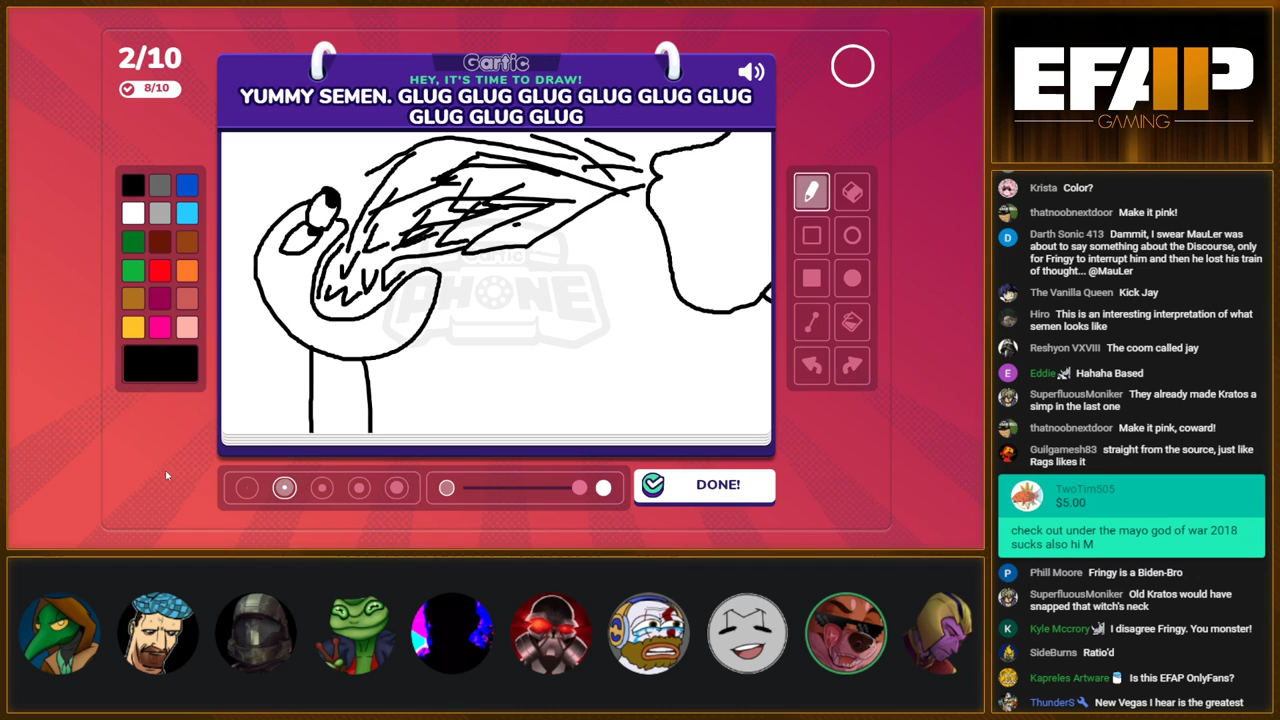 2/10
8/10
Gartic
HEY, IT'S TIME TO DRAW!
YUMMY SEMEN. GLUG GLUG GLUG GLUG GLUG GLUG
GLUG GLUG GLUG
Gartic
PHONE
DONE!
EFAP
GAMING
Krista Color?
thatnoobnextdoor Make it pink!
Darth Sonic 413 Dammit, I swear MauLer was
about to say something about the Discourse, only
for Fringy to interrupt him and then he lost his train
of thought... @MauLer
The Vanilla Queen Kick Jay
Hiro This is an interesting interpretation of what
semen looks like
Reshyon VXVIII The coom called jay
Eddie Hahaha Based
SuperfluousMoniker They already made Kratos a
simp in the last one
thatnoobnextdoor Make it pink, coward!
Guilgamesh83 straight from the source, just like
Rags likes it
TwoTim505
$5.00
check out under the mayo god of war 2018
sucks also hi M
Phill Moore Fringy is a Biden-Bro
SuperfluousMoniker Old Kratos would have
snapped that witch's neck
Kyle Mccrory I disagree Fringy. You monster!
SideBurns Ratio'd
Kapreles Artware Is this EFAP OnlyFans?
ThunderS New Vegas I hear is the greatest